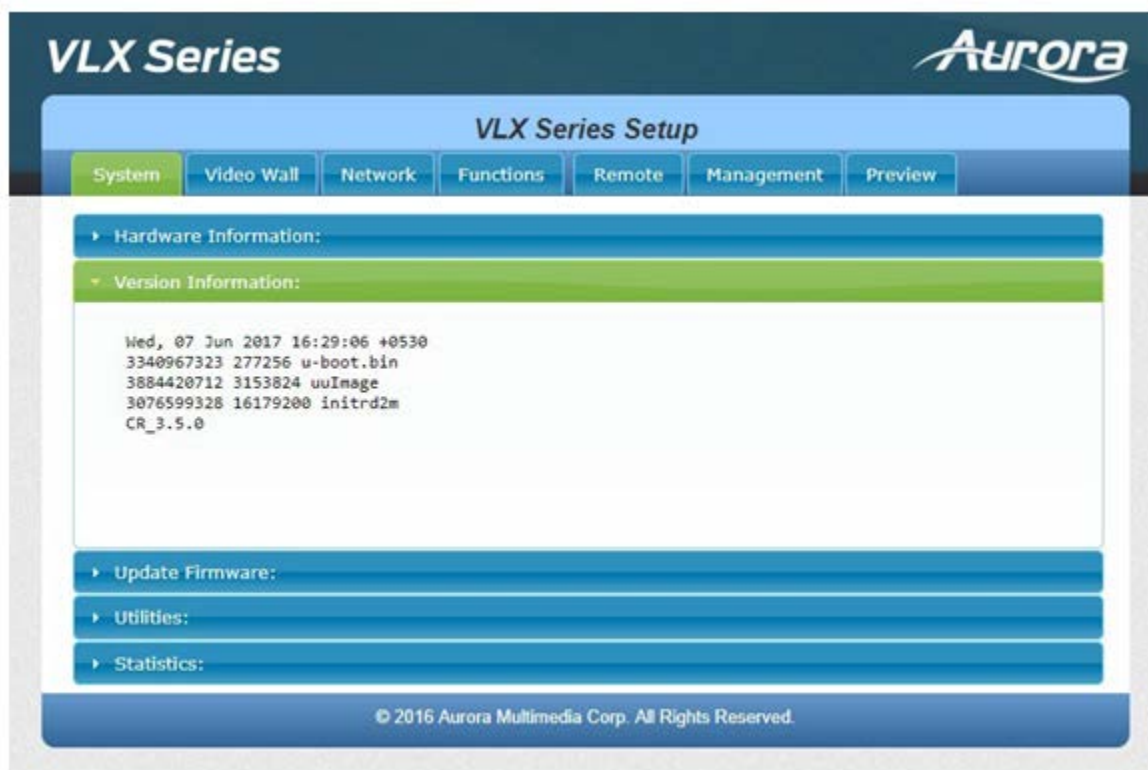 VLX Series
Aurora
VLX Series Setup
System Video Wall Network Functions Remote Management Preview
Hardware Information:
Version Information:
Wed, 07 Jun 2017 16:29:06 +0530
3340967323 277256 u-boot.bin
3884420712 3153824 uuImage
3076599328 16179200 initrd2m
CR_3.5.0
Update Firmware:
Utilities:
Statistics:
© 2016 Aurora Multimedia Corp. All Rights Reserved.